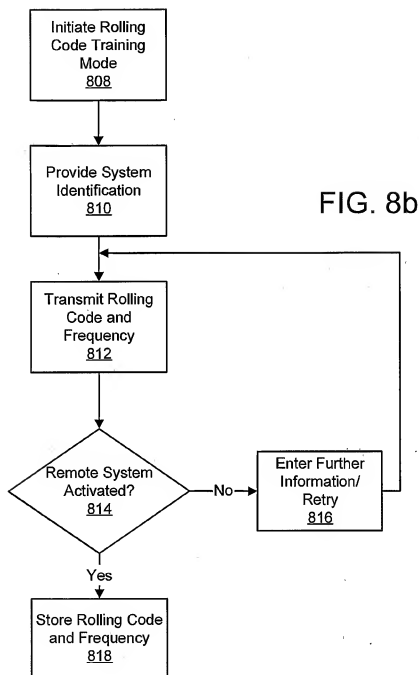 Initiate Rolling
Code Training
Mode
808
Provide System
Identification
810
FIG. 8b
Transmit Rolling
Code and
Frequency
812
Remote System
Activated?
814
No
Enter Further
Information/
Retry
816
Yes
Store Rolling Code
and Frequency
818